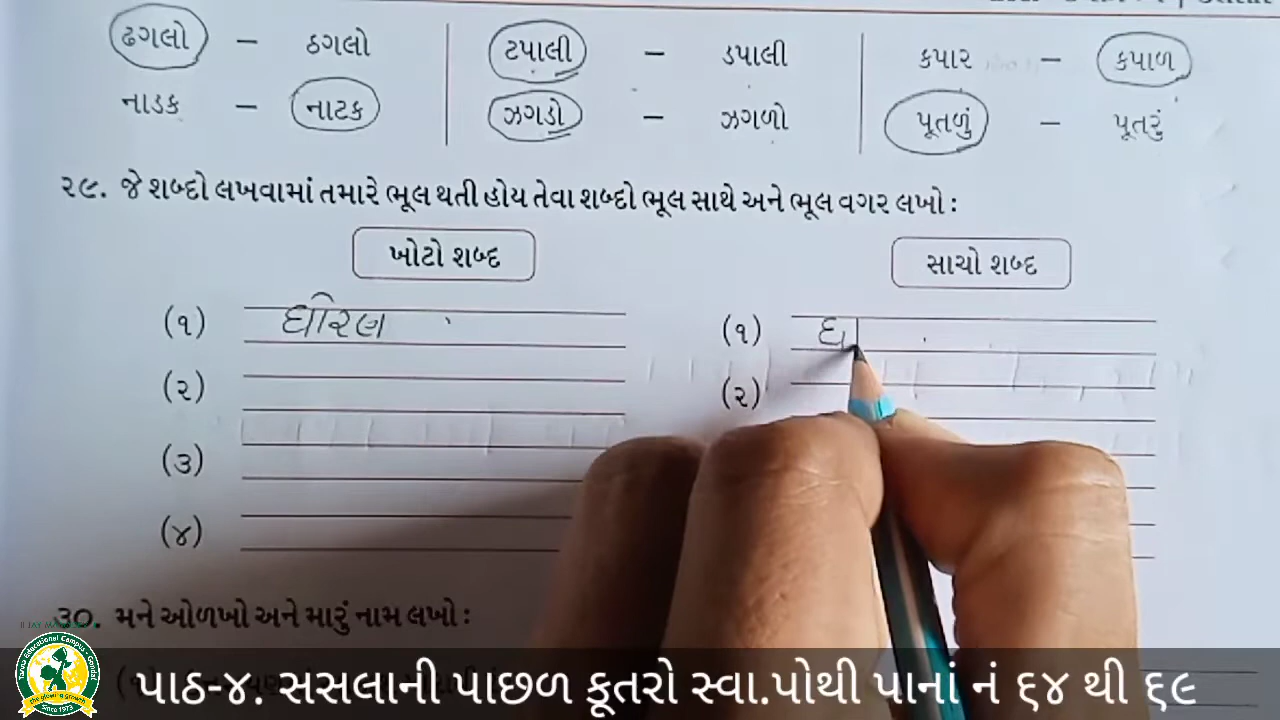 ઢગલો – ઠગલો ટપાલી – ડપાલી કપાર – કપાળ
નાડક – નાટક ઝગડો – ઝગળો પૂતળું – પૂતરું
૨૯. જે શબ્દો લખવામાં તમારે ભૂલ થતી હોય તેવા શબ્દો ભૂલ સાથે અને ભૂલ વગર લખો :
ખોટો શબ્દ સાચો શબ્દ
(૧) ધીરણ (૧) ધા
(૨) (૨)
(૩)
(૪)
૩૦. મને ઓળખો અને મારું નામ લખો :
પાઠ-૪. સસલાની પાછળ કૂતરો સ્વા.પોથી પાનાં નં ૬૪ થી ૬૯